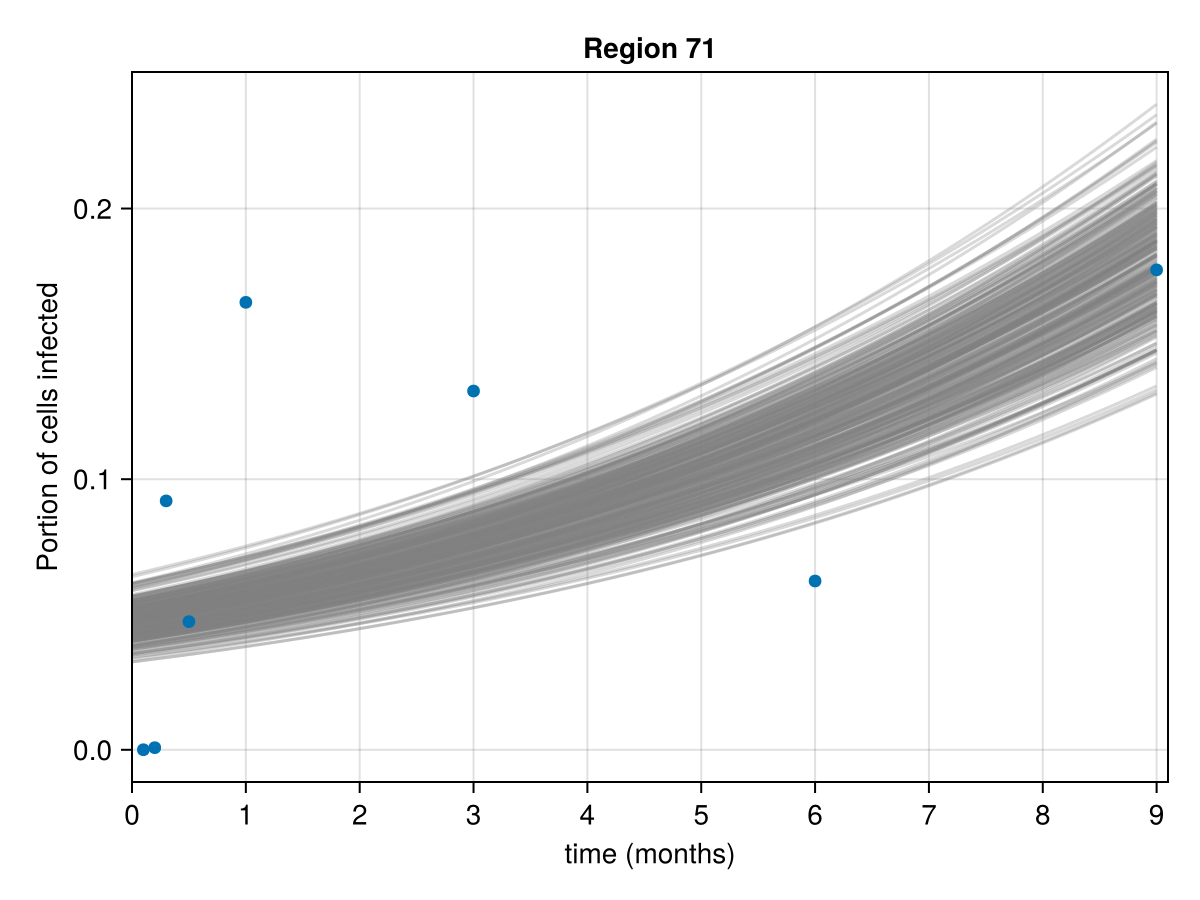 Region 71
Portion of cells infected
0.2
0.1
0.0
0 1 2 3 4 5 6 7 8 9
time (months)